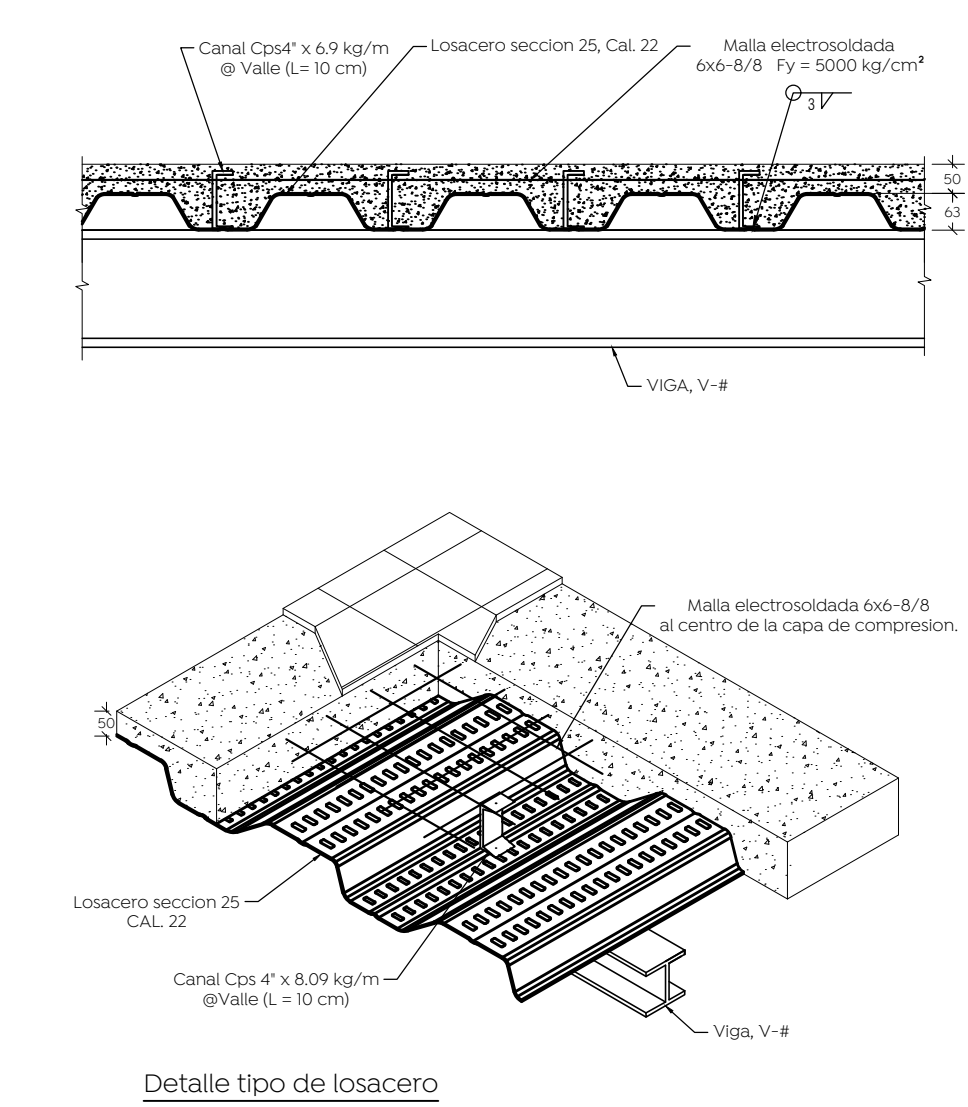 Canal Cps4" x 6.9 kg/m
@ Valle (L= 10 cm)
Losacero seccion 25, Cal. 22
Malla electrosoldada
6x6-8/8 Fy = 5000 kg/cm²
3
50
63
VIGA, V-#
Malla electrosoldada 6x6-8/8
al centro de la capa de compresion.
50
Losacero seccion 25
CAL. 22
Canal Cps 4" x 8.09 kg/m
@Valle (L = 10 cm)
Viga, V-#
Detalle tipo de losacero